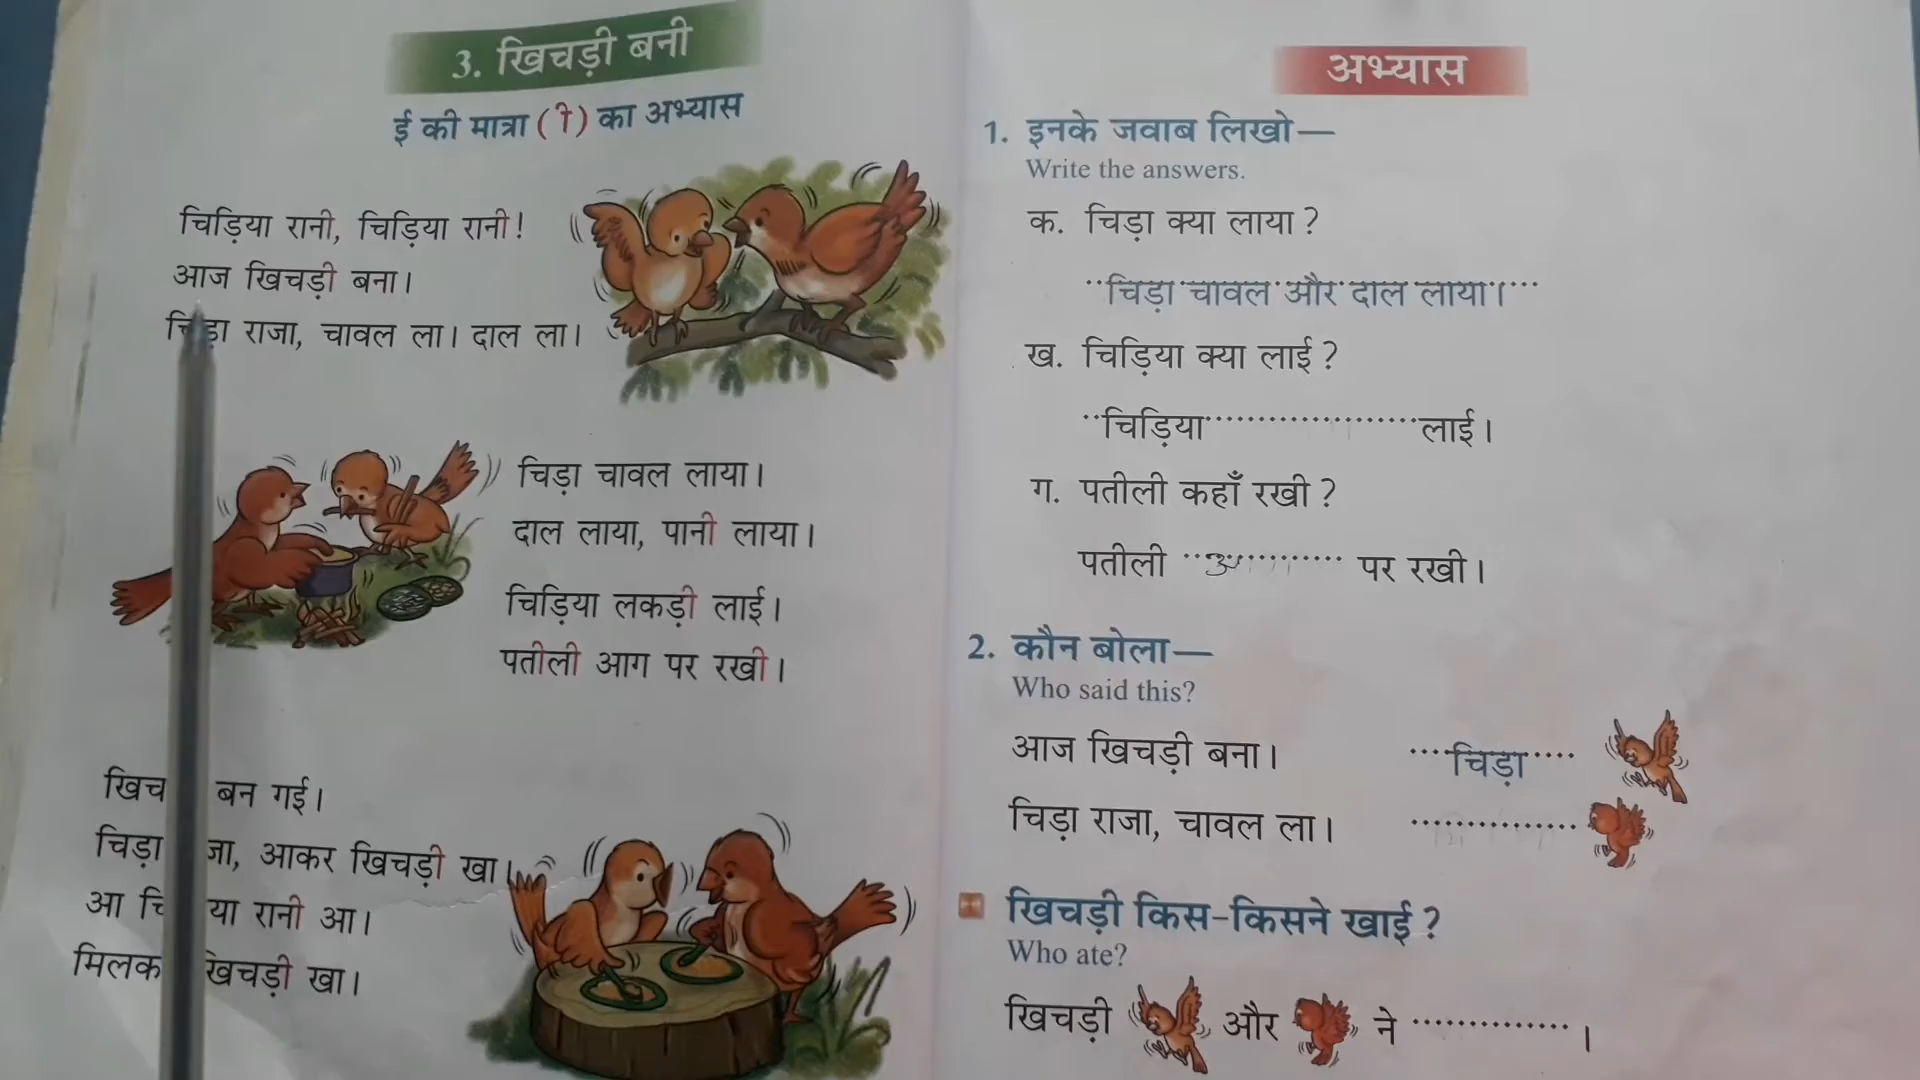 3. खिचड़ी बनी
ई की मात्रा (ी) का अभ्यास
चिड़िया रानी, चिड़िया रानी!
आज खिचड़ी बना।
राजा, चावल ला। दाल ला।
चिड़ा चावल लाया।
दाल लाया, पानी लाया।
चिड़िया लकड़ी लाई।
पतीली आग पर रखी।
बन गई।
चिड़ा आकर खिचड़ी खा।
आ रानी आ।
खा।
अभ्यास
1. इनके जवाब लिखो—
Write the answers.
क. चिड़ा क्या लाया?
चिड़ा चावल और दाल लाया।
ख. चिड़िया क्या लाई?
चिड़िया.....................लाई।
ग. पतीली कहाँ रखी?
पतीली ................ पर रखी।
2. कौन बोला—
Who said this?
आज खिचड़ी बना। ....चिड़ा....
चिड़ा राजा, चावल ला। ................
खिचड़ी किस-किसने खाई?
Who ate?
खिचड़ी और ने ................ ।